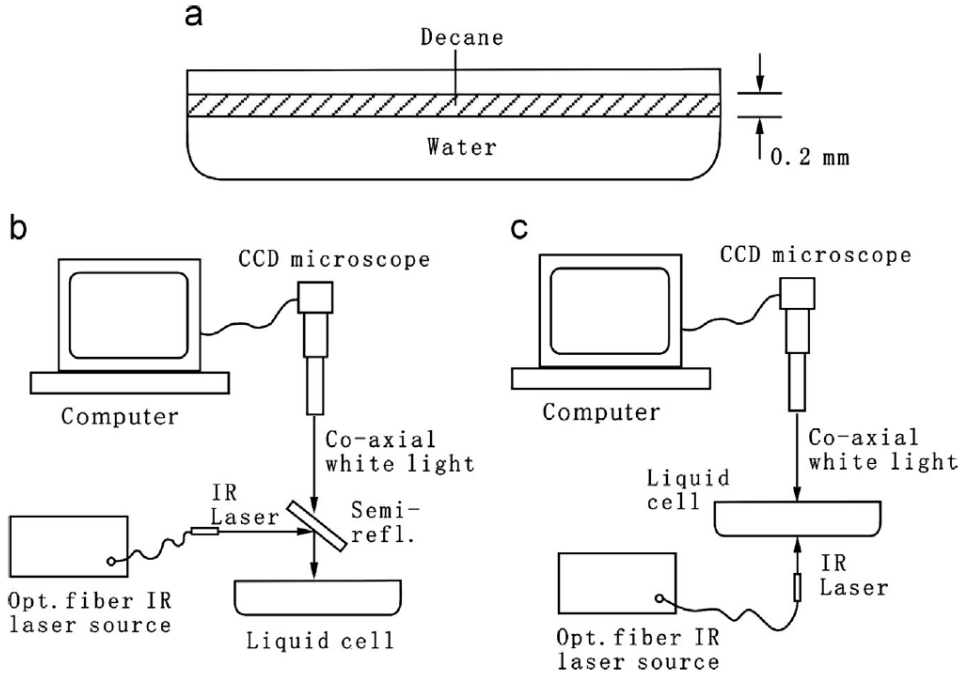 a
Decane
Water
0.2 mm
b
CCD microscope
Computer
Co-axial
white light
IR
Laser
Semi-
refl.
Opt.fiber IR
laser source
Liquid cell
c
CCD microscope
Computer
Co-axial
white light
Liquid
cell
IR
Laser
Opt.fiber IR
laser source